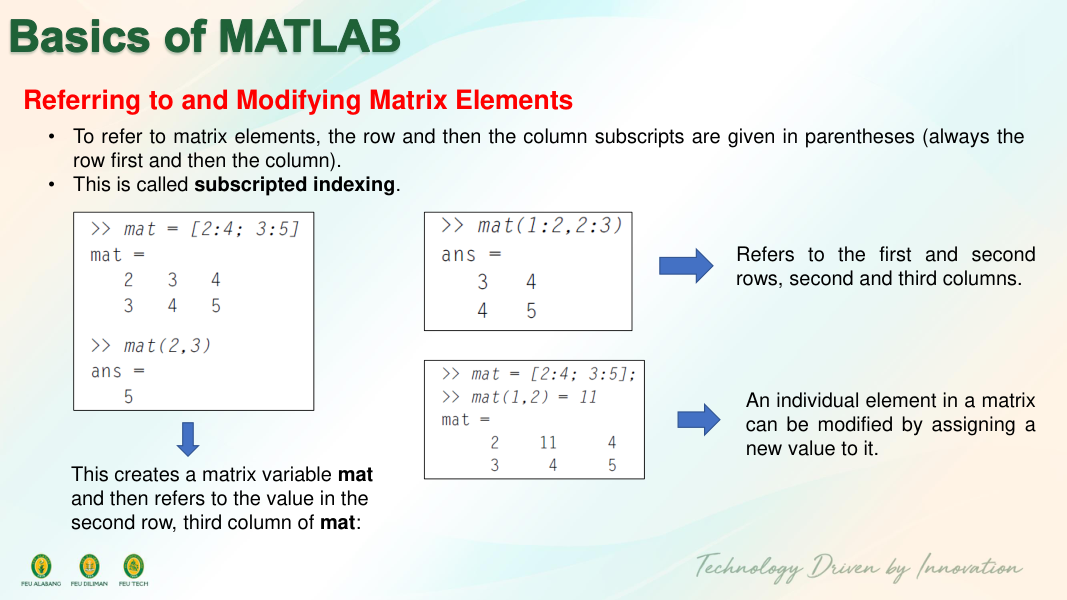 Basics of MATLAB
Referring to and Modifying Matrix Elements
• To refer to matrix elements, the row and then the column subscripts are given in parentheses (always the
row first and then the column).
• This is called subscripted indexing.
>> mat = [2:4; 3:5]
mat =
2 3 4
3 4 5
>> mat(2,3)
ans =
5
This creates a matrix variable mat
and then refers to the value in the
second row, third column of mat:
>> mat(1:2,2:3)
ans =
3 4
4 5
Refers to the first and second
rows, second and third columns.
>> mat = [2:4; 3:5];
>> mat(1,2) = 11
mat =
2 11 4
3 4 5
An individual element in a matrix
can be modified by assigning a
new value to it.
FEU ALABANG FEU DILIMAN FEU TECH
Technology Driven by Innovation